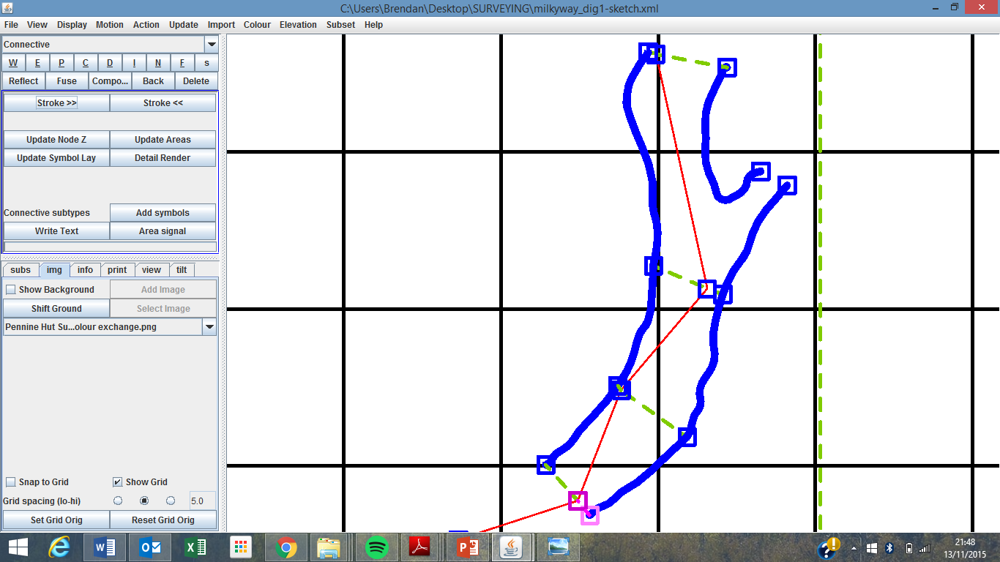 C:\Users\Brendan\Desktop\SURVEYING\milkyway_dig1-sketch.xml
File View Display Motion Action Update Import Colour Elevation Subset Help
Connective
W E P C D I N F s
Reflect Fuse Compo... Back Delete
Stroke >> Stroke <<
Update Node Z Update Areas
Update Symbol Lay Detail Render
Connective subtypes Add symbols
Write Text Area signal
subs img info print view tilt
Show Background Add Image
Shift Ground Select Image
Pennine Hut Su...olour exchange.png
Snap to Grid Show Grid
Grid spacing (lo-hi) 5.0
Set Grid Orig Reset Grid Orig
21:48
13/11/2015